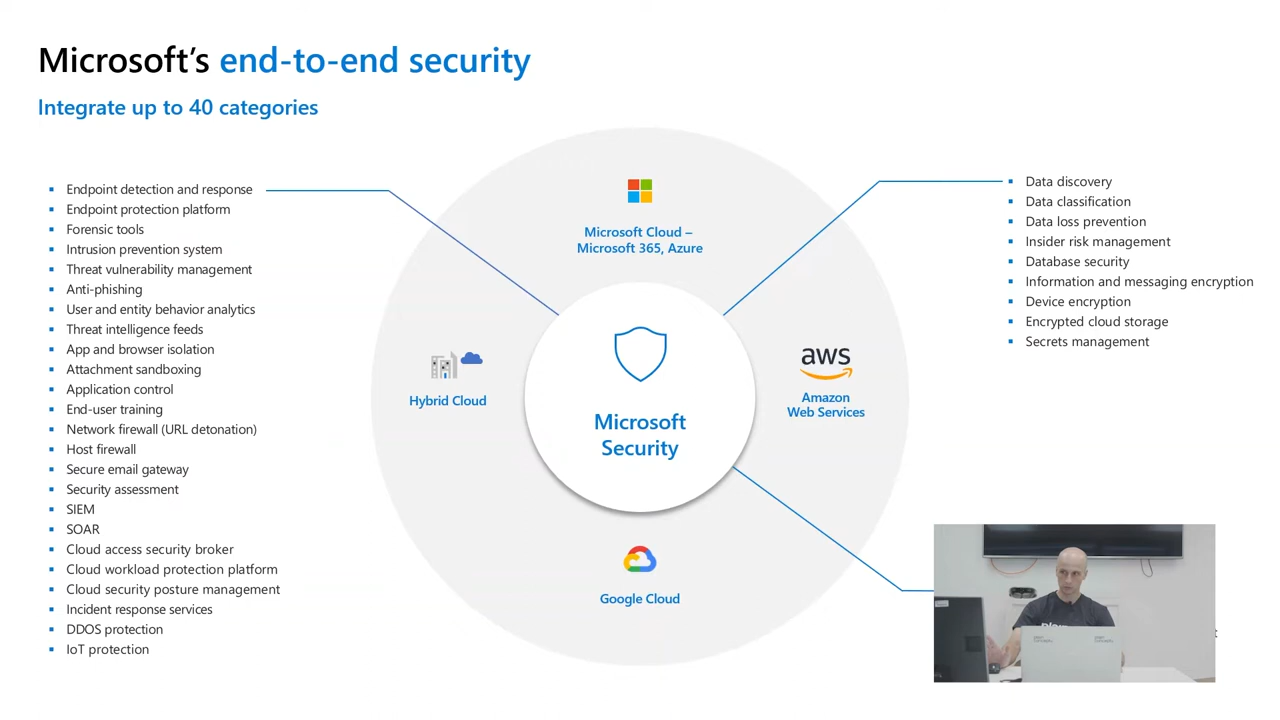 Microsoft's end-to-end security
Integrate up to 40 categories
Endpoint detection and response
Endpoint protection platform
Forensic tools
Intrusion prevention system
Threat vulnerability management
Anti-phishing
User and entity behavior analytics
Threat intelligence feeds
App and browser isolation
Attachment sandboxing
Application control
End-user training
Network firewall (URL detonation)
Host firewall
Secure email gateway
Security assessment
SIEM
SOAR
Cloud access security broker
Cloud workload protection platform
Cloud security posture management
Incident response services
DDOS protection
IoT protection
Microsoft Cloud –
Microsoft 365, Azure
Hybrid Cloud
Microsoft
Security
aws
Amazon
Web Services
Google Cloud
Data discovery
Data classification
Data loss prevention
Insider risk management
Database security
Information and messaging encryption
Device encryption
Encrypted cloud storage
Secrets management